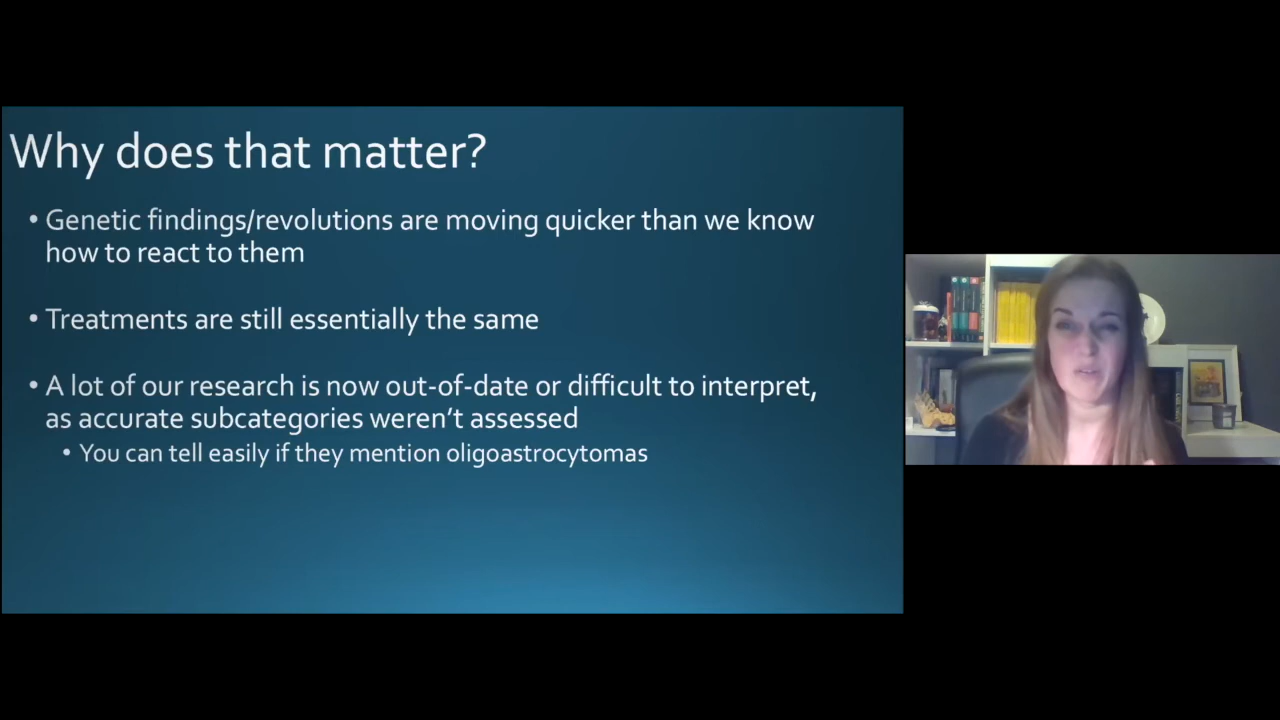 Why does that matter?
• Genetic findings/revolutions are moving quicker than we know
how to react to them
• Treatments are still essentially the same
• A lot of our research is now out-of-date or difficult to interpret,
as accurate subcategories weren't assessed
• You can tell easily if they mention oligoastrocytomas